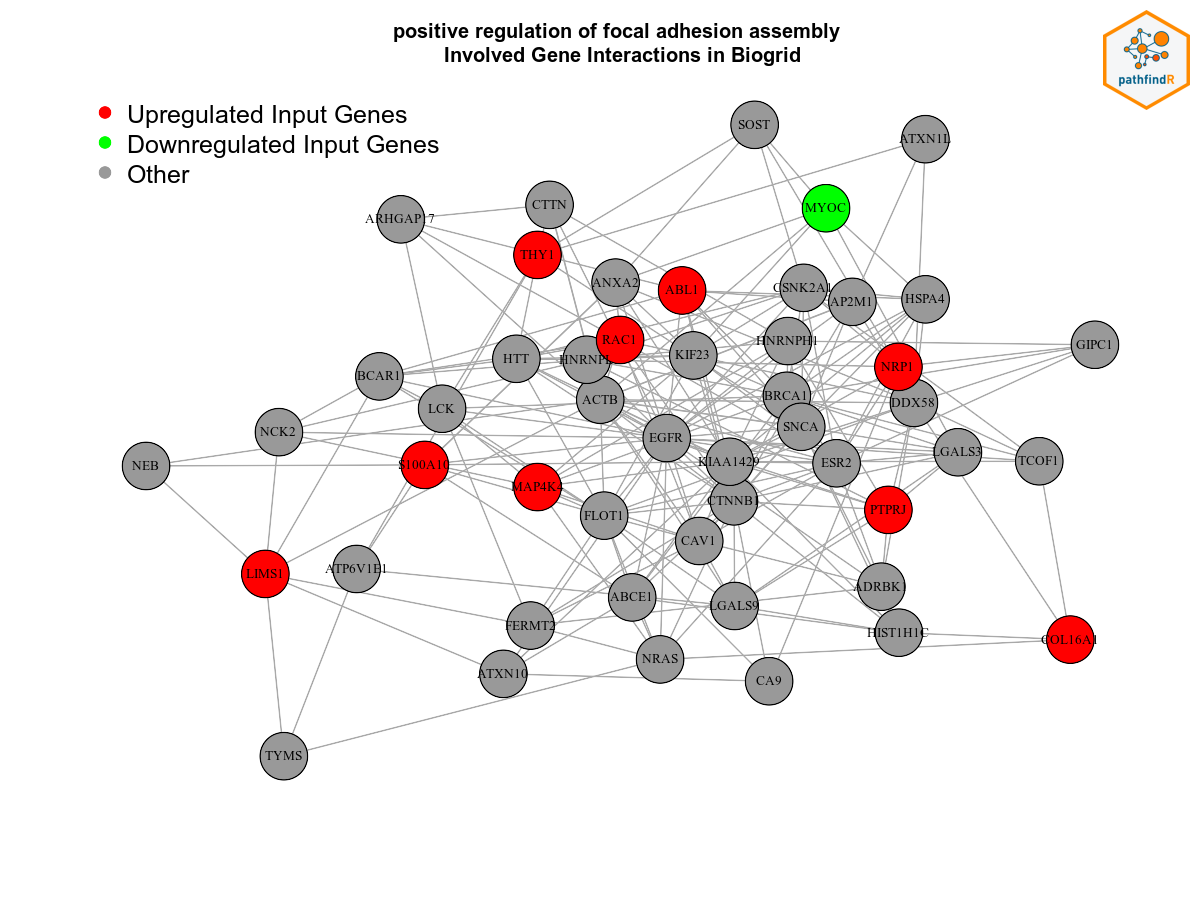 positive regulation of focal adhesion assembly
Involved Gene Interactions in Biogrid
pathfindR
Upregulated Input Genes
Downregulated Input Genes
Other
SOST
ATXN1L
CTTN
MYOC
ARHGAP17
THY1
ANXA2
ABL1
CSNK2A1
AP2M1
HSPA4
RAC1
HNRNPH1
GIPC1
HTT
KIF23
NRP1
BCAR1
ACTB
BRCA1
DDX58
LCK
SNCA
NCK2
EGFR
LGALS3
NEB
S100A10
KIAA1429
ESR2
TCOF1
MAP4K4
CTNNB1
FLOT1
PTPRJ
CAV1
LIMS1
ATP6V1E1
ADRBK1
ABCE1
LGALS9
FERMT2
HIST1H1C
COL16A1
NRAS
ATXN10
CA9
TYMS